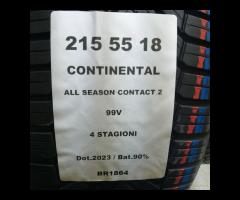 215 55 18
CONTINENTAL
ALL SEASON CONTACT 2
99V
4 STAGIONI
Dot.2023 / Bat.90%
BR1864